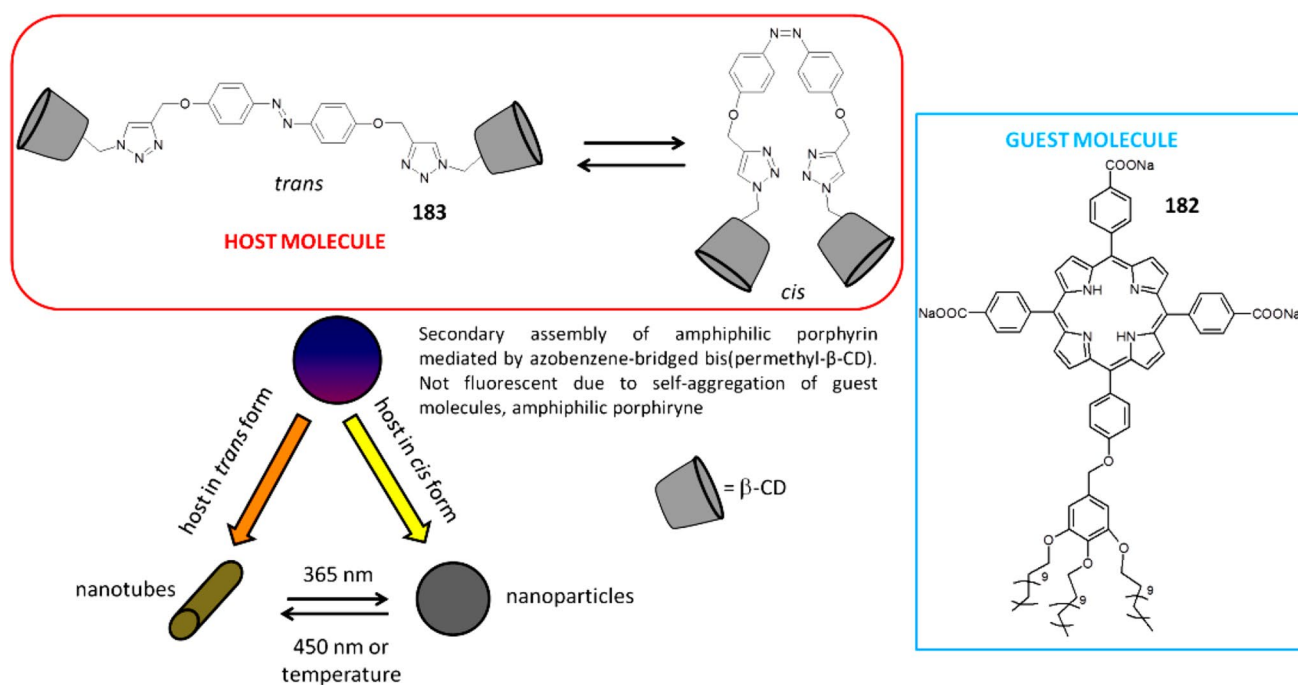 N=N
O
N
N
O
O
O
N
N
N
N
N
N
N
N
N
N
N
N
trans
183
HOST MOLECULE
cis
GUEST MOLECULE
COONa
182
NH
N
NaOOC
COONa
N
HN
O
O
O
O
9
9
9
Secondary assembly of amphiphilic porphyrin
mediated by azobenzene-bridged bis(permethyl-β-CD).
Not fluorescent due to self-aggregation of guest
molecules, amphiphilic porphiryne
host in trans form
host in cis form
= β-CD
nanotubes
365 nm
nanoparticles
450 nm or
temperature